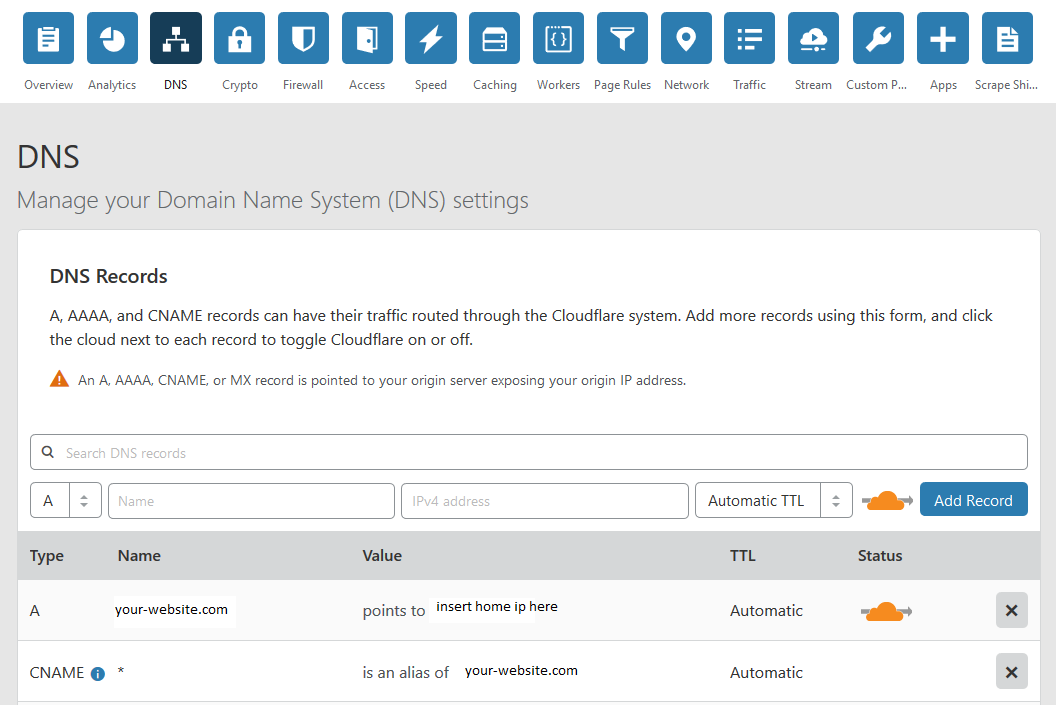 Overview Analytics DNS Crypto Firewall Access Speed Caching Workers Page Rules Network Traffic Stream Custom P... Apps Scrape Shi...
DNS
Manage your Domain Name System (DNS) settings
DNS Records
A, AAAA, and CNAME records can have their traffic routed through the Cloudflare system. Add more records using this form, and click
the cloud next to each record to toggle Cloudflare on or off.
An A, AAAA, CNAME, or MX record is pointed to your origin server exposing your origin IP address.
Search DNS records
A Name IPv4 address Automatic TTL Add Record
Type Name Value TTL Status
A your-website.com points to insert home ip here Automatic
CNAME * is an alias of your-website.com Automatic